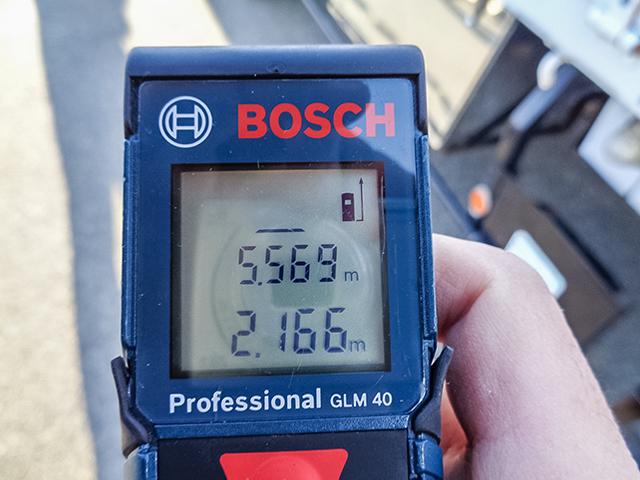 BOSCH
5.569 m
2.166 m
Professional GLM 40